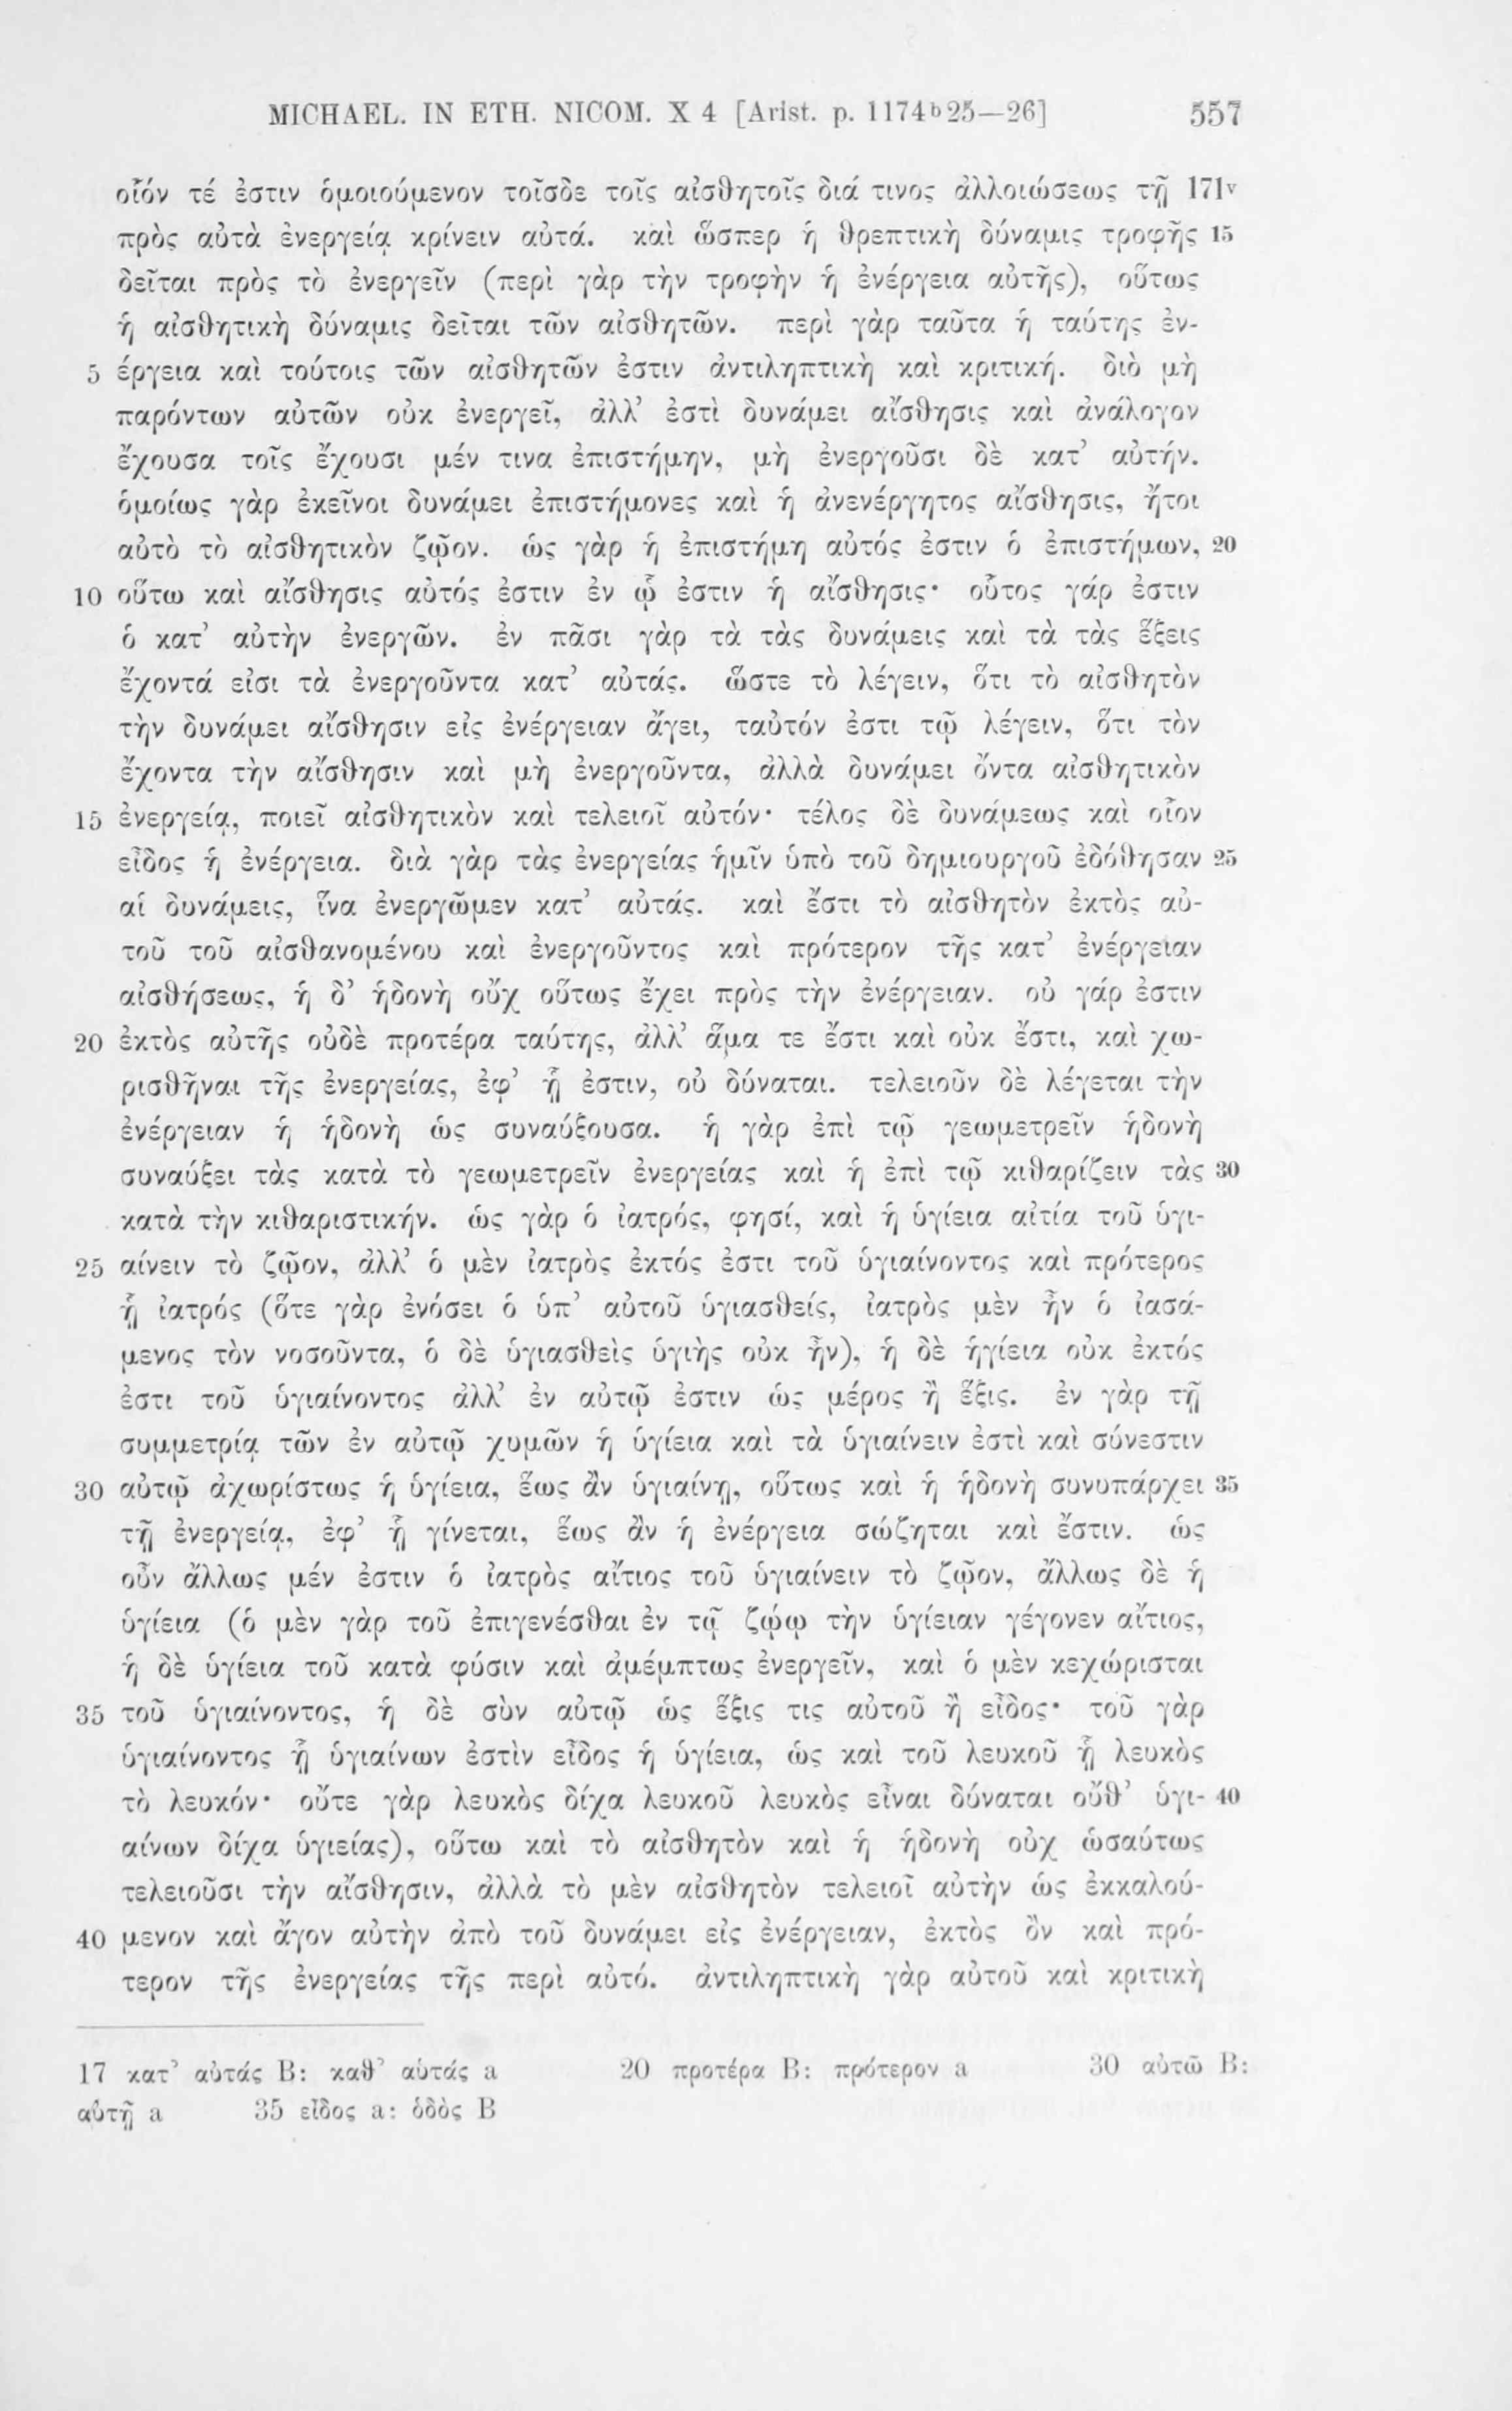 MICHAEL. IN ETH. NICOM. X 4 [Arist. p. 1174ᵇ25—26] 557
οἷόν τέ ἐστιν ὁμοιούμενον τοῖσδε τοῖς αἰσθητοῖς διά τινος ἀλλοιώσεως τῇ 171ᵛ
πρὸς αὐτὰ ἐνεργείᾳ κρίνειν αὐτά. καὶ ὥσπερ ἡ θρεπτικὴ δύναμις τροφῆς 15
δεῖται πρὸς τὸ ἐνεργεῖν (περὶ γὰρ τὴν τροφὴν ἡ ἐνέργεια αὐτῆς), οὕτως
ἡ αἰσθητικὴ δύναμις δεῖται τῶν αἰσθητῶν. περὶ γὰρ ταῦτα ἡ ταύτης ἐν-
5 έργεια καὶ τούτοις τῶν αἰσθητῶν ἐστιν ἀντιληπτικὴ καὶ κριτική. διὸ μὴ
παρόντων αὐτῶν οὐκ ἐνεργεῖ, ἀλλ’ ἐστὶ δυνάμει αἴσθησις καὶ ἀνάλογον
ἔχουσα τοῖς ἔχουσι μέν τινα ἐπιστήμην, μὴ ἐνεργοῦσι δὲ κατ’ αὐτήν.
ὁμοίως γὰρ ἐκεῖνοι δυνάμει ἐπιστήμονες καὶ ἡ ἀνενέργητος αἴσθησις, ἤτοι
αὐτὸ τὸ αἰσθητικὸν ζῷον. ὡς γὰρ ἡ ἐπιστήμη αὐτός ἐστιν ὁ ἐπιστήμων, 20
10 οὕτω καὶ αἴσθησις αὐτός ἐστιν ἐν ᾧ ἐστιν ἡ αἴσθησις· οὗτος γάρ ἐστιν
ὁ κατ’ αὐτὴν ἐνεργῶν. ἐν πᾶσι γὰρ τὰ τὰς δυνάμεις καὶ τὰ τὰς ἕξεις
ἔχοντά εἰσι τὰ ἐνεργοῦντα κατ’ αὐτάς. ὥστε τὸ λέγειν, ὅτι τὸ αἰσθητὸν
τὴν δυνάμει αἴσθησιν εἰς ἐνέργειαν ἄγει, ταὐτόν ἐστι τῷ λέγειν, ὅτι τὸν
ἔχοντα τὴν αἴσθησιν καὶ μὴ ἐνεργοῦντα, ἀλλὰ δυνάμει ὄντα αἰσθητικὸν
15 ἐνεργείᾳ, ποιεῖ αἰσθητικὸν καὶ τελειοῖ αὐτόν· τέλος δὲ δυνάμεως καὶ οἷον
εἶδος ἡ ἐνέργεια. διὰ γὰρ τὰς ἐνεργείας ἡμῖν ὑπὸ τοῦ δημιουργοῦ ἐδόθησαν 25
αἱ δυνάμεις, ἵνα ἐνεργῶμεν κατ’ αὐτάς. καὶ ἔστι τὸ αἰσθητὸν ἐκτὸς αὐ-
τοῦ τοῦ αἰσθανομένου καὶ ἐνεργοῦντος καὶ πρότερον τῆς κατ’ ἐνέργειαν
αἰσθήσεως, ἡ δ’ ἡδονὴ οὔχ οὕτως ἔχει πρὸς τὴν ἐνέργειαν. οὐ γάρ ἐστιν
20 ἐκτὸς αὐτῆς οὐδὲ προτέρα ταύτης, ἀλλ’ ἅμα τε ἔστι καὶ οὐκ ἔστι, καὶ χω-
ρισθῆναι τῆς ἐνεργείας, ἐφ’ ᾗ ἐστιν, οὐ δύναται. τελειοῦν δὲ λέγεται τὴν
ἐνέργειαν ἡ ἡδονὴ ὡς συναύξουσα. ἡ γὰρ ἐπὶ τῷ γεωμετρεῖν ἡδονὴ
συναύξει τὰς κατὰ τὸ γεωμετρεῖν ἐνεργείας καὶ ἡ ἐπὶ τῷ κιθαρίζειν τὰς 30
κατὰ τὴν κιθαριστικήν. ὡς γὰρ ὁ ἰατρός, φησί, καὶ ἡ ὑγίεια αἰτία τοῦ ὑγι-
25 αίνειν τὸ ζῷον, ἀλλ’ ὁ μὲν ἰατρὸς ἐκτός ἐστι τοῦ ὑγιαίνοντος καὶ πρότερος
ᾗ ἰατρός (ὅτε γὰρ ἐνόσει ὁ ὑπ’ αὐτοῦ ὑγιασθείς, ἰατρὸς μὲν ἦν ὁ ἰασά-
μενος τὸν νοσοῦντα, ὁ δὲ ὑγιασθεὶς ὑγιὴς οὐκ ἦν), ἡ δὲ ἡγίεια οὐκ ἐκτός
ἐστι τοῦ ὑγιαίνοντος ἀλλ’ ἐν αὐτῷ ἐστιν ὡς μέρος ἢ ἕξις. ἐν γὰρ τῇ
συμμετρίᾳ τῶν ἐν αὐτῷ χυμῶν ἡ ὑγίεια καὶ τὰ ὑγιαίνειν ἐστὶ καὶ σύνεστιν
30 αὐτῷ ἀχωρίστως ἡ ὑγίεια, ἕως ἂν ὑγιαίνῃ, οὕτως καὶ ἡ ἡδονὴ συνυπάρχει 35
τῇ ἐνεργείᾳ, ἐφ’ ᾗ γίνεται, ἕως ἂν ἡ ἐνέργεια σώζηται καὶ ἔστιν. ὡς
οὖν ἄλλως μέν ἐστιν ὁ ἰατρὸς αἴτιος τοῦ ὑγιαίνειν τὸ ζῷον, ἄλλως δὲ ἡ
ὑγίεια (ὁ μὲν γὰρ τοῦ ἐπιγενέσθαι ἐν τῷ ζῴῳ τὴν ὑγίειαν γέγονεν αἴτιος,
ἡ δὲ ὑγίεια τοῦ κατὰ φύσιν καὶ ἀμέμπτως ἐνεργεῖν, καὶ ὁ μὲν κεχώρισται
35 τοῦ ὑγιαίνοντος, ἡ δὲ σὺν αὐτῷ ὡς ἕξις τις αὐτοῦ ἢ εἶδος· τοῦ γὰρ
ὑγιαίνοντος ᾗ ὑγιαίνων ἐστὶν εἶδος ἡ ὑγίεια, ὡς καὶ τοῦ λευκοῦ ᾗ λευκὸς
τὸ λευκόν· οὔτε γὰρ λευκὸς δίχα λευκοῦ λευκὸς εἶναι δύναται οὔθ’ ὑγι- 40
αίνων δίχα ὑγιείας), οὕτω καὶ τὸ αἰσθητὸν καὶ ἡ ἡδονὴ οὐχ ὡσαύτως
τελειοῦσι τὴν αἴσθησιν, ἀλλὰ τὸ μὲν αἰσθητὸν τελειοῖ αὐτὴν ὡς ἐκκαλού-
40 μενον καὶ ἄγον αὐτὴν ἀπὸ τοῦ δυνάμει εἰς ἐνέργειαν, ἐκτὸς ὂν καὶ πρό-
τερον τῆς ἐνεργείας τῆς περὶ αὐτό. ἀντιληπτικὴ γὰρ αὐτοῦ καὶ κριτικὴ
17 κατ’ αὐτάς B: καθ’ αὑτάς a 20 προτέρα B: πρότερον a 30 αὐτῶ B:
αὐτῇ a 35 εἶδος a: ὁδὸς B